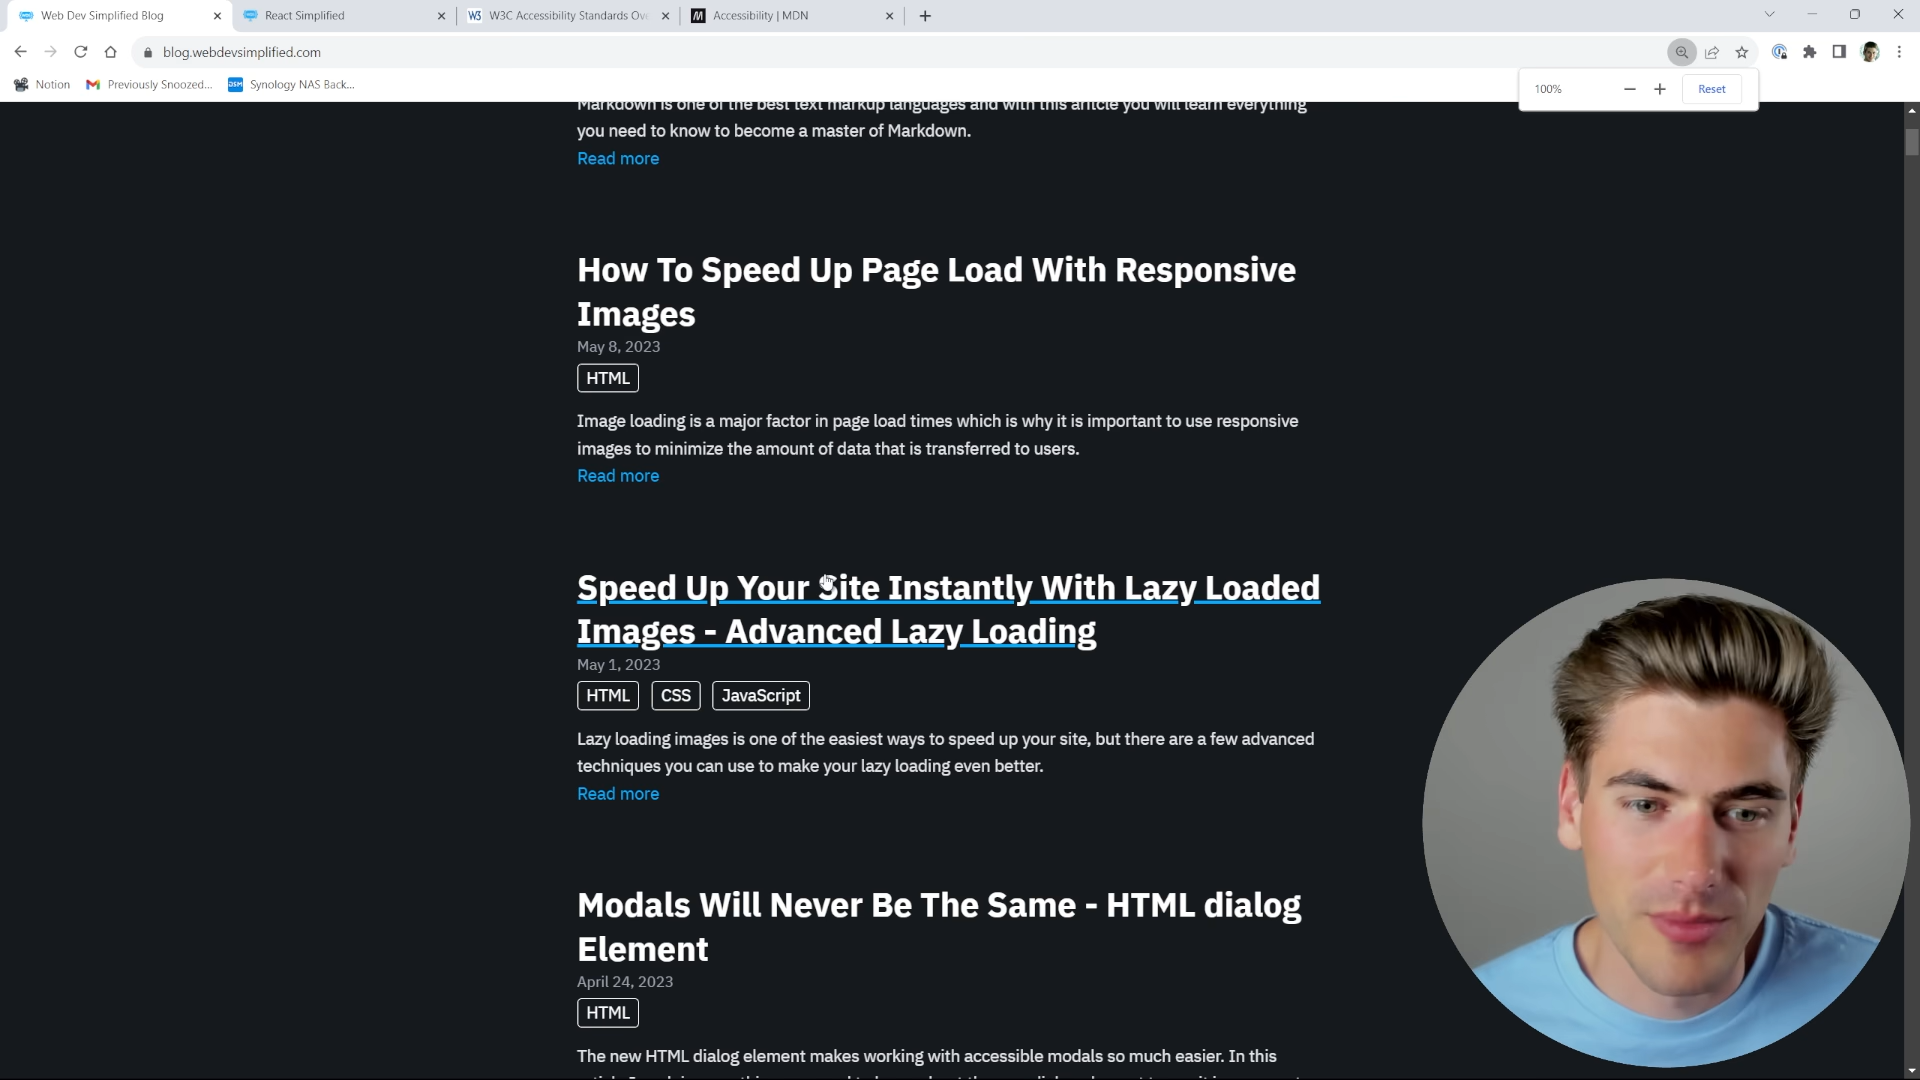 Web Dev Simplified Blog
React Simplified
W3C Accessibility Standards Ov
Accessibility | MDN
blog.webdevsimplified.com
Notion
Previously Snoozed...
Synology NAS Back...
100%
Reset
Markdown is one of the best text markup languages and with this aritcle you will learn everything
you need to know to become a master of Markdown.
Read more
How To Speed Up Page Load With Responsive
Images
May 8, 2023
HTML
Image loading is a major factor in page load times which is why it is important to use responsive
images to minimize the amount of data that is transferred to users.
Read more
Speed Up Your Site Instantly With Lazy Loaded
Images - Advanced Lazy Loading
May 1, 2023
HTML CSS JavaScript
Lazy loading images is one of the easiest ways to speed up your site, but there are a few advanced
techniques you can use to make your lazy loading even better.
Read more
Modals Will Never Be The Same - HTML dialog
Element
April 24, 2023
HTML
The new HTML dialog element makes working with accessible modals so much easier. In this